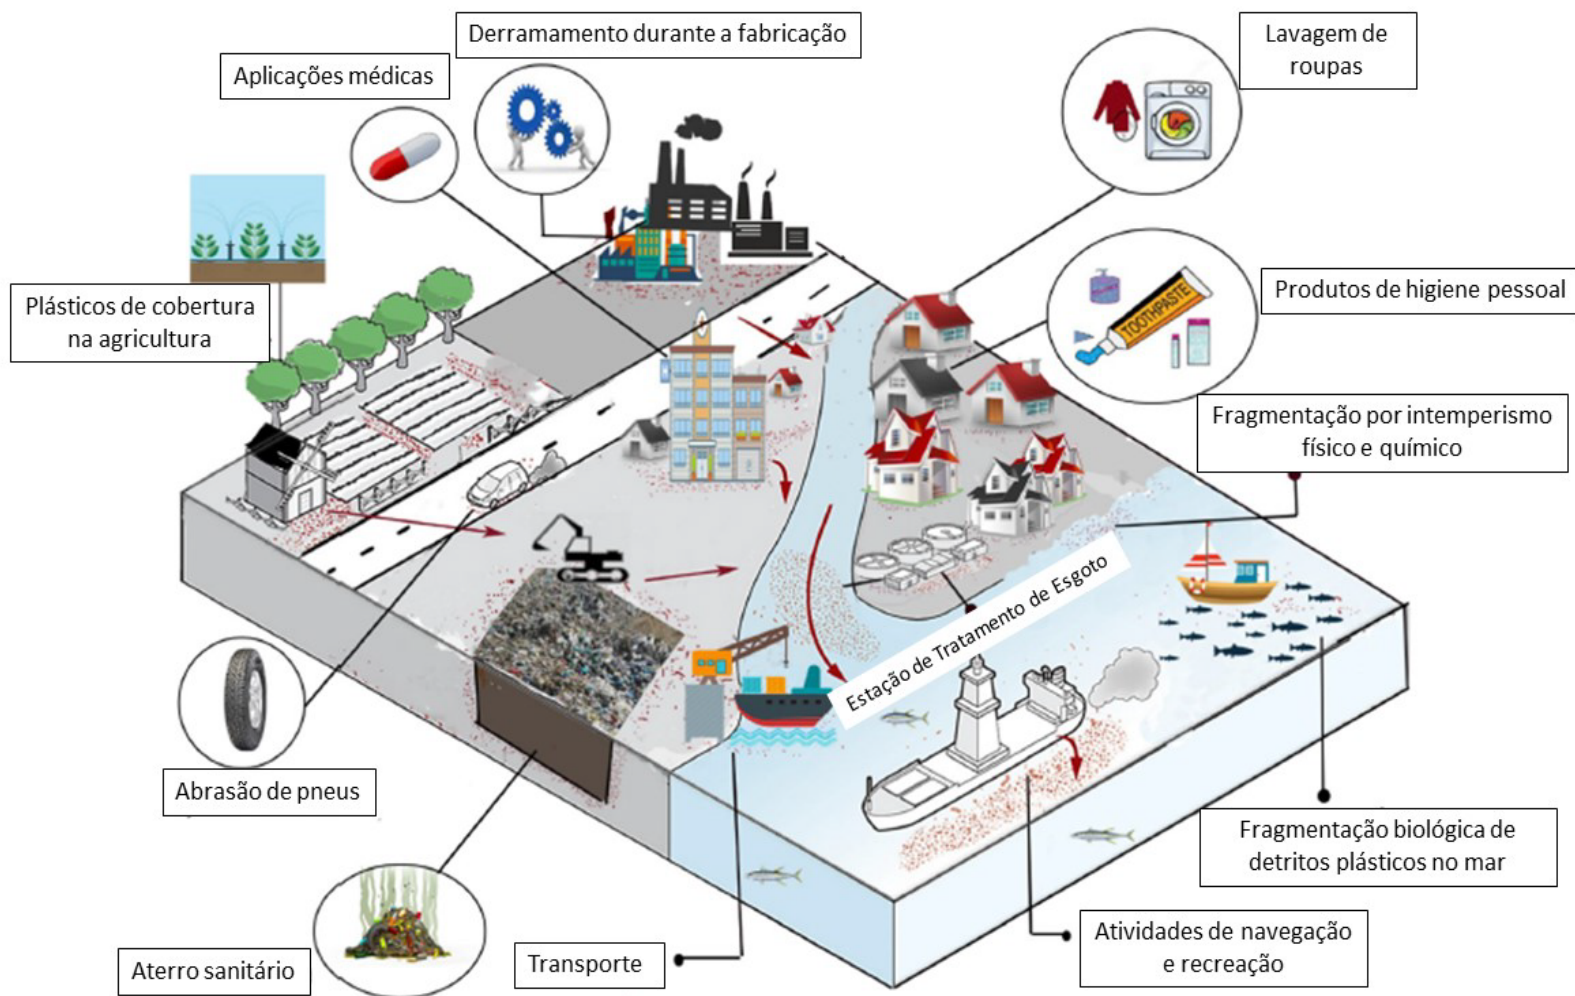 Derramamento durante a fabricação
Aplicações médicas
Lavagem de
roupas
Plásticos de cobertura
na agricultura
TOOTHPASTE
Produtos de higiene pessoal
Fragmentação por intemperismo
físico e químico
Estação de Tratamento de Esgoto
Abrasão de pneus
Fragmentação biológica de
detritos plásticos no mar
Aterro sanitário
Transporte
Atividades de navegação
e recreação